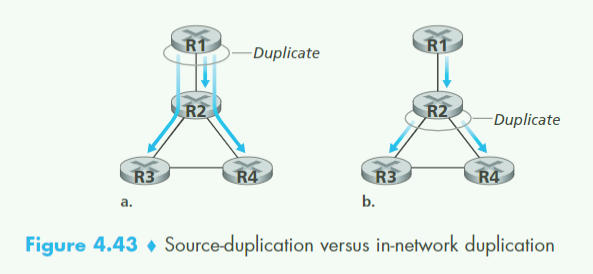 R1
Duplicate
R2
R3
R4
a.
R1
R2
Duplicate
R3
R4
b.
Figure 4.43 ♦ Source-duplication versus in-network duplication